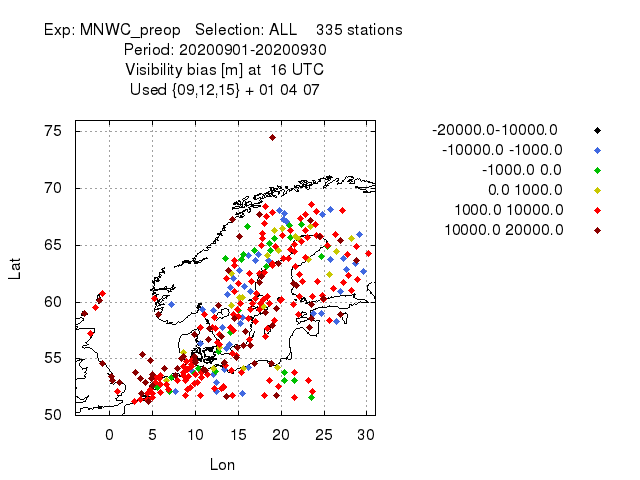 Exp: MNWC_preop Selection: ALL 335 stations
Period: 20200901-20200930
Visibility bias [m] at 16 UTC
Used {09,12,15} + 01 04 07
-20000.0-10000.0
-10000.0 -1000.0
-1000.0 0.0
0.0 1000.0
1000.0 10000.0
10000.0 20000.0
75
70
65
60
55
50
Lat
0 5 10 15 20 25 30
Lon